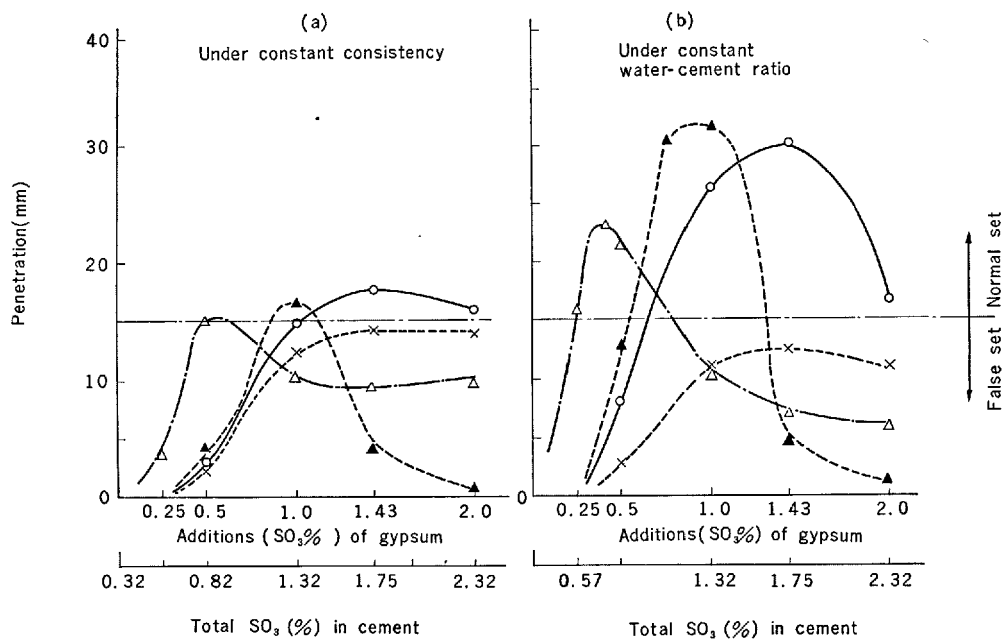 (a)
Under constant consistency
(b)
Under constant
water-cement ratio
Penetration(mm)
40
30
20
10
0
0
0.25 0.5 1.0 1.43 2.0
Additions (SO₃%) of gypsum
0.32 0.82 1.32 1.75 2.32
Total SO₃ (%) in cement
0.25 0.5 1.0 1.43 2.0
Additions(SO₃%) of gypsum
0.57 1.32 1.75 2.32
Total SO₃ (%) in cement
False set Normal set